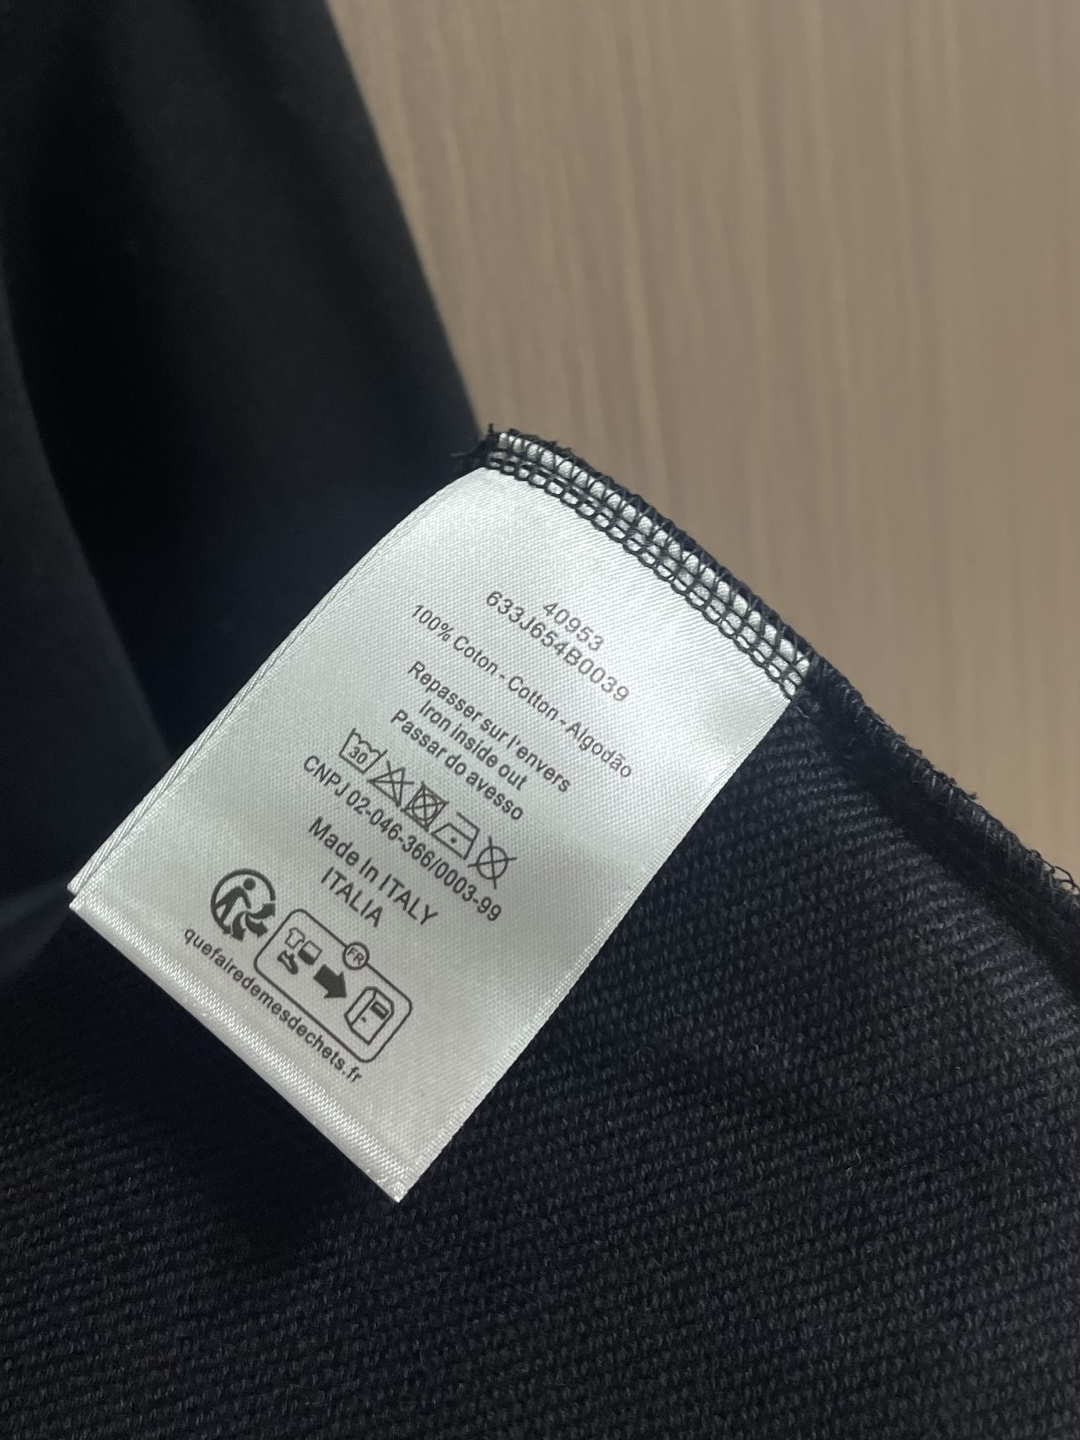 40953
633J654B0039
100% Coton - Cotton - Algodão
Repasser sur l'envers
Iron inside out
Passar do avesso
30
CNPJ 02-046-366/0003-99
Made in ITALY
ITALIA
FR
quefairedemesdechets.fr